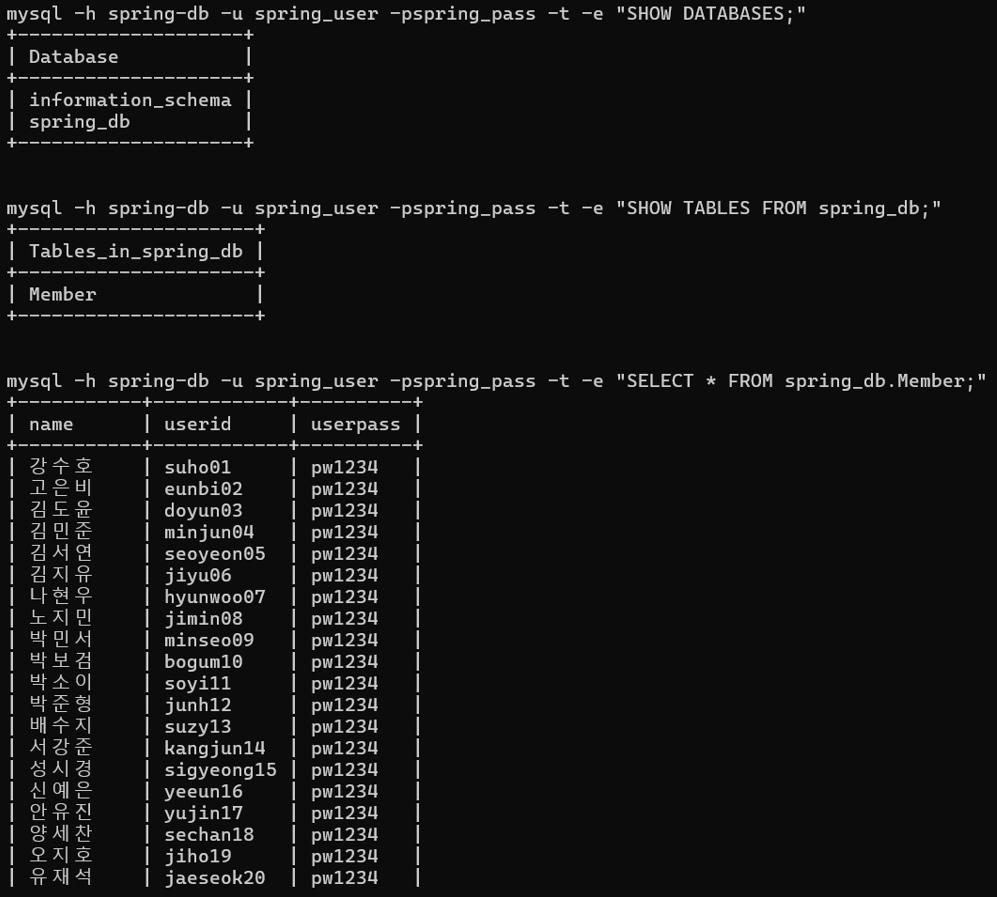 mysql -h spring-db -u spring_user -pspring_pass -t -e "SHOW DATABASES;"
+--------------------+
| Database           |
+--------------------+
| information_schema |
| spring_db          |
+--------------------+
mysql -h spring-db -u spring_user -pspring_pass -t -e "SHOW TABLES FROM spring_db;"
+---------------------+
| Tables_in_spring_db |
+---------------------+
| Member              |
+---------------------+
mysql -h spring-db -u spring_user -pspring_pass -t -e "SELECT * FROM spring_db.Member;"
+-----------+------------+----------+
| name      | userid     | userpass |
+-----------+------------+----------+
| 강수호    | suho01     | pw1234   |
| 고은비    | eunbi02    | pw1234   |
| 김도윤    | doyun03    | pw1234   |
| 김민준    | minjun04   | pw1234   |
| 김서연    | seoyeon05  | pw1234   |
| 김지유    | jiyu06     | pw1234   |
| 나현우    | hyunwoo07  | pw1234   |
| 노지민    | jimin08    | pw1234   |
| 박민서    | minseo09   | pw1234   |
| 박보검    | bogum10    | pw1234   |
| 박소이    | soyi11     | pw1234   |
| 박준형    | junh12     | pw1234   |
| 배수지    | suzy13     | pw1234   |
| 서강준    | kangjun14  | pw1234   |
| 성시경    | sigyeong15 | pw1234   |
| 신예은    | yeeun16    | pw1234   |
| 안유진    | yujin17    | pw1234   |
| 양세찬    | sechan18   | pw1234   |
| 오지호    | jiho19     | pw1234   |
| 유재석    | jaeseok20  | pw1234   |